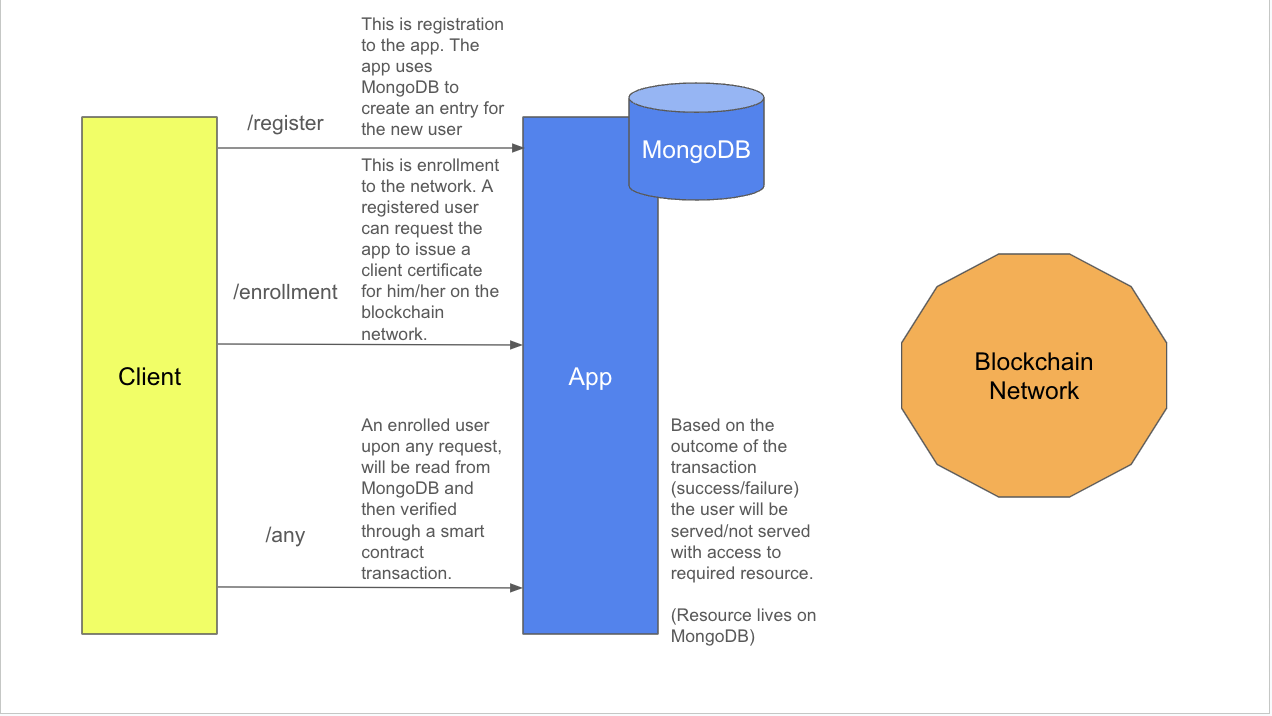 This is registration
to the app. The
app uses
MongoDB to
create an entry for
the new user
/register
MongoDB
This is enrollment
to the network. A
registered user
can request the
app to issue a
client certificate
for him/her on the
blockchain
network.
/enrollment
Client
App
Blockchain
Network
An enrolled user
upon any request,
will be read from
MongoDB and
then verified
through a smart
contract
transaction.
/any
Based on the
outcome of the
transaction
(success/failure)
the user will be
served/not served
with access to
required resource.
(Resource lives on
MongoDB)